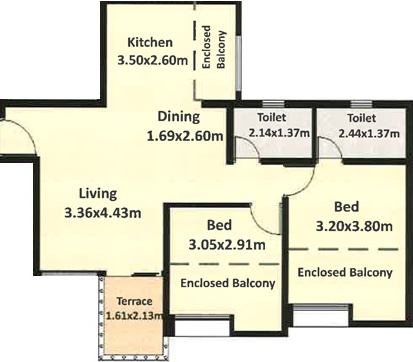 Kitchen
3.50x2.60m
Enclosed
Balcony
Dining
1.69x2.60m
Toilet
2.14x1.37m
Toilet
2.44x1.37m
Living
3.36x4.43m
Bed
3.05x2.91m
Enclosed Balcony
Bed
3.20x3.80m
Enclosed Balcony
Terrace
1.61x2.13m